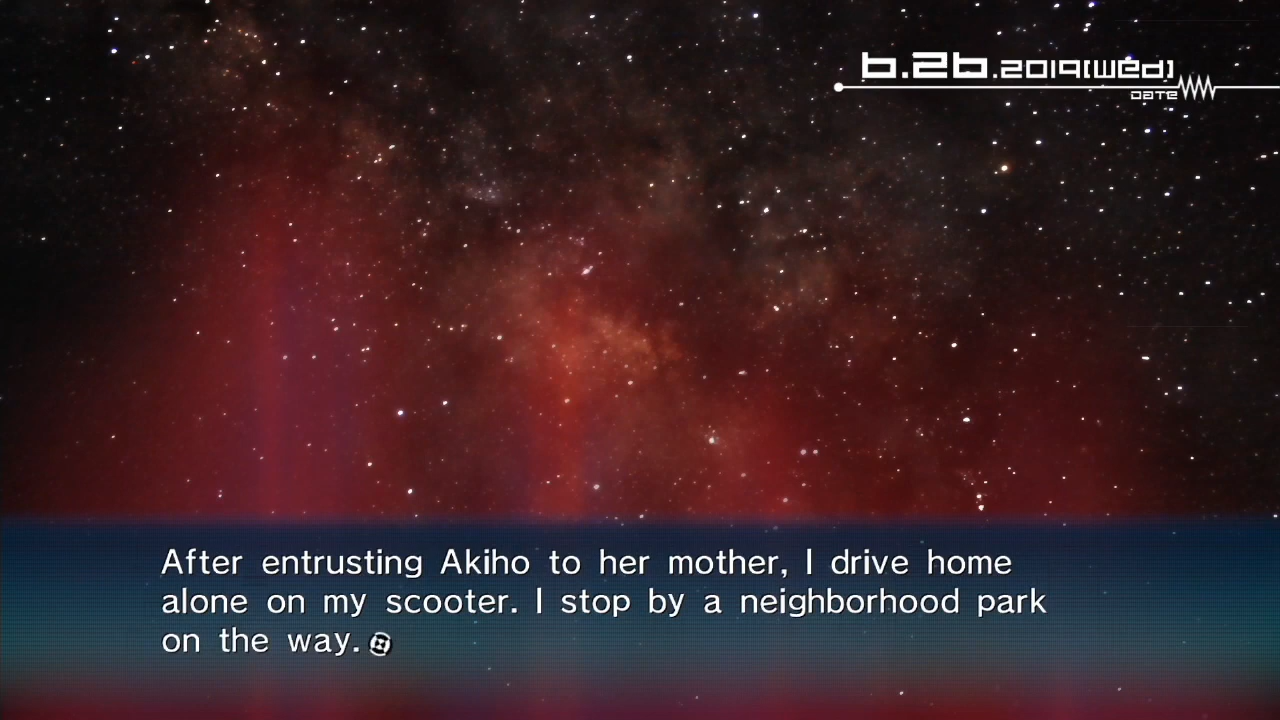 6.26.2019(Wed)
DATE
After entrusting Akiho to her mother, I drive home
alone on my scooter. I stop by a neighborhood park
on the way.